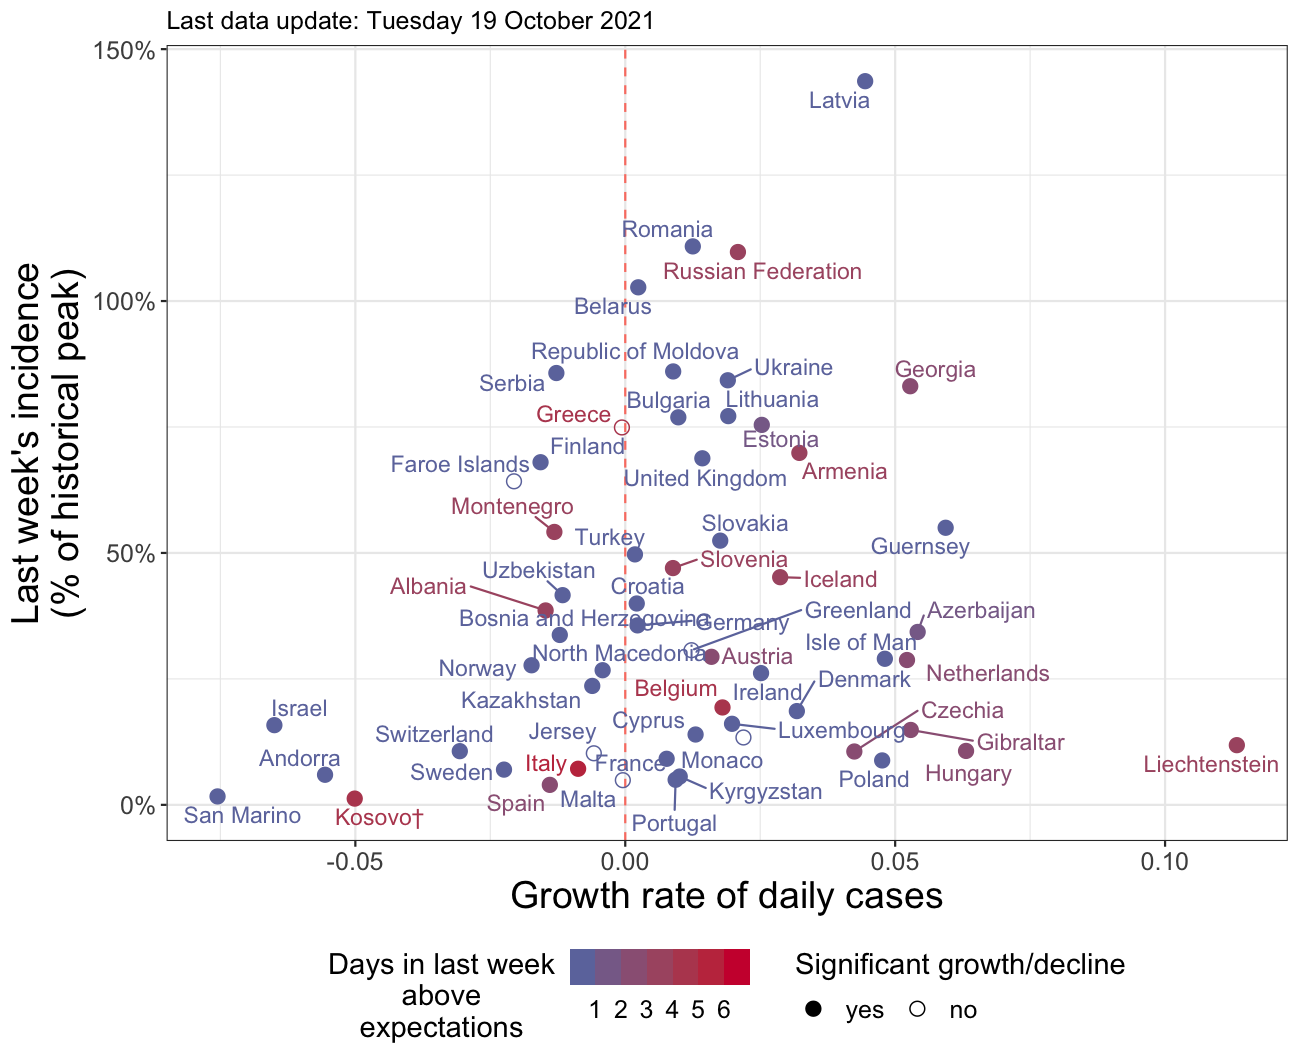 Last data update: Tuesday 19 October 2021
150%
Latvia
Romania
Russian Federation
100%
Belarus
Republic of Moldova
Ukraine
Georgia
Serbia
Bulgaria
Lithuania
Greece
Estonia
Finland
Faroe Islands
Armenia
United Kingdom
Montenegro
Slovakia
Turkey
Guernsey
50%
Slovenia
Uzbekistan
Iceland
Albania
Croatia
Greenland
Azerbaijan
Bosnia and Herzegovina
Germany
Isle of Man
North Macedonia
Austria
Norway
Netherlands
Denmark
Belgium
Ireland
Kazakhstan
Israel
Czechia
Cyprus
Jersey
Luxembourg
Switzerland
Gibraltar
Andorra
Monaco
Italy
France
Liechtenstein
Sweden
Hungary
Poland
Kyrgyzstan
Malta
Spain
0%
San Marino
Kosovo†
Portugal
Last week's incidence
(% of historical peak)
-0.05
0.00
0.05
0.10
Growth rate of daily cases
Days in last week
above
expectations
1 2 3 4 5 6
Significant growth/decline
yes
no